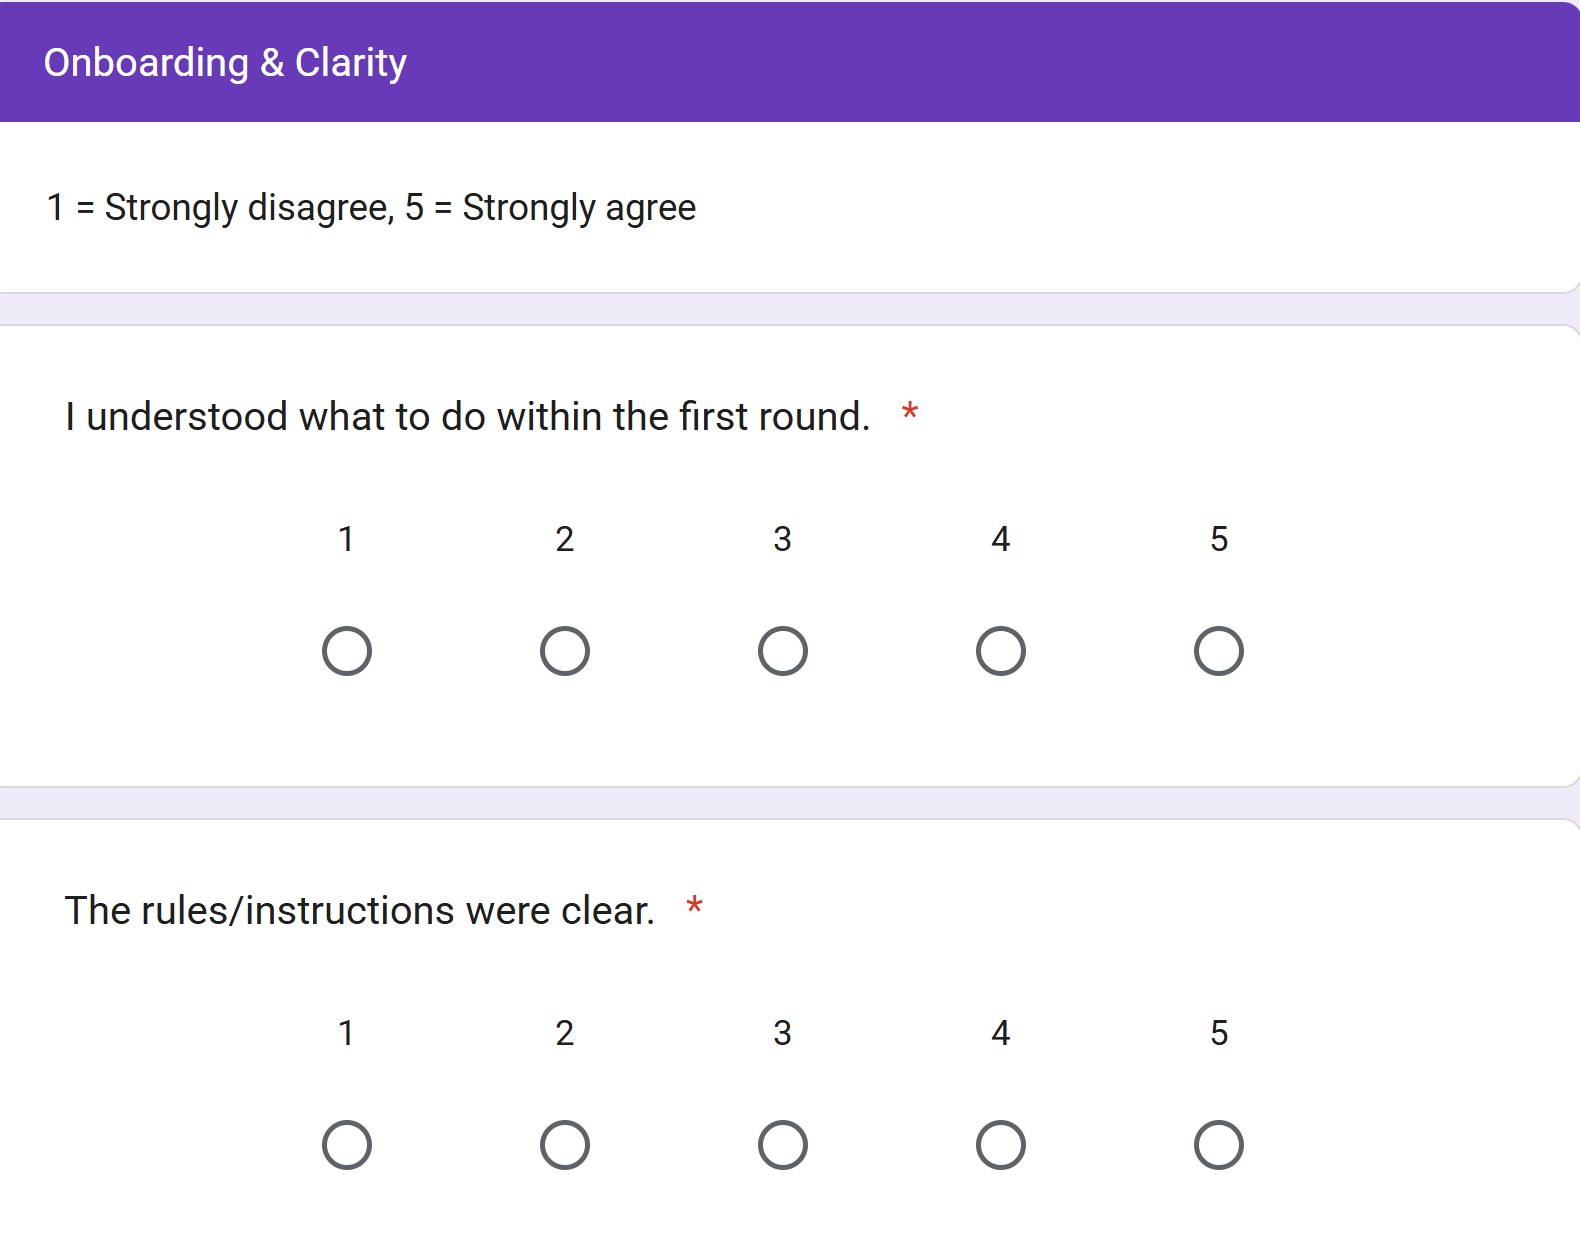 Onboarding & Clarity
1 = Strongly disagree, 5 = Strongly agree
I understood what to do within the first round. *
1 2 3 4 5
The rules/instructions were clear. *
1 2 3 4 5